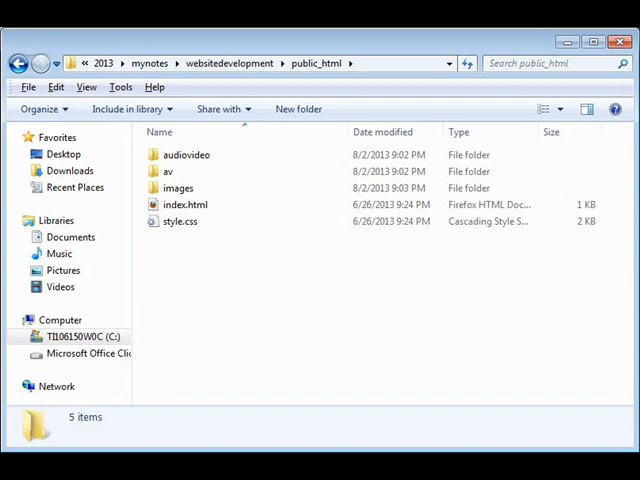 « 2013 ▸ mynotes ▸ websitedevelopment ▸ public_html ▸
Search public_html
File Edit View Tools Help
Organize Include in library Share with New folder
Name Date modified Type Size
Favorites
Desktop
Downloads
Recent Places
Libraries
Documents
Music
Pictures
Videos
Computer
TI106150W0C (C:)
Microsoft Office Clic
Network
audiovideo 8/2/2013 9:02 PM File folder
av 8/2/2013 9:02 PM File folder
images 8/2/2013 9:03 PM File folder
index.html 6/26/2013 9:24 PM Firefox HTML Doc... 1 KB
style.css 6/26/2013 9:24 PM Cascading Style S... 2 KB
5 items